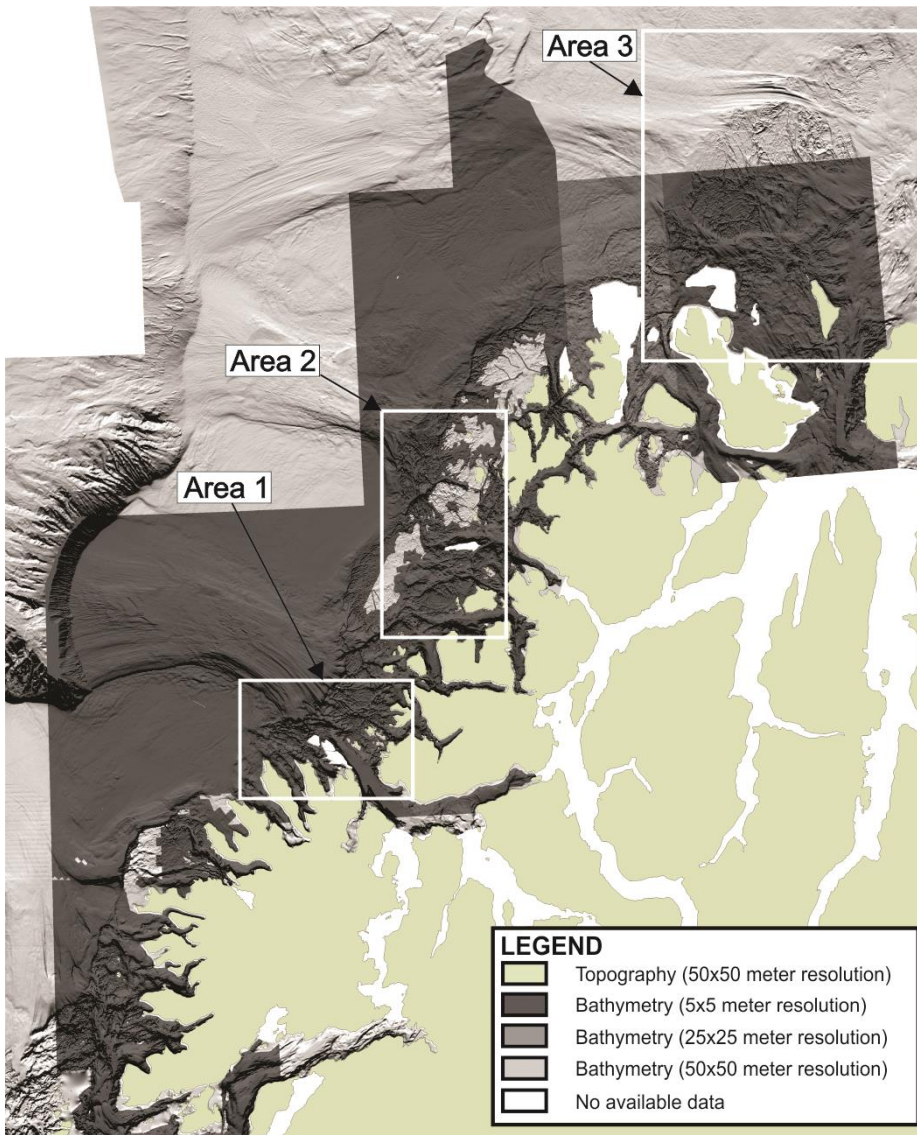 Area 3
Area 2
Area 1
LEGEND
Topography (50x50 meter resolution)
Bathymetry (5x5 meter resolution)
Bathymetry (25x25 meter resolution)
Bathymetry (50x50 meter resolution)
No available data